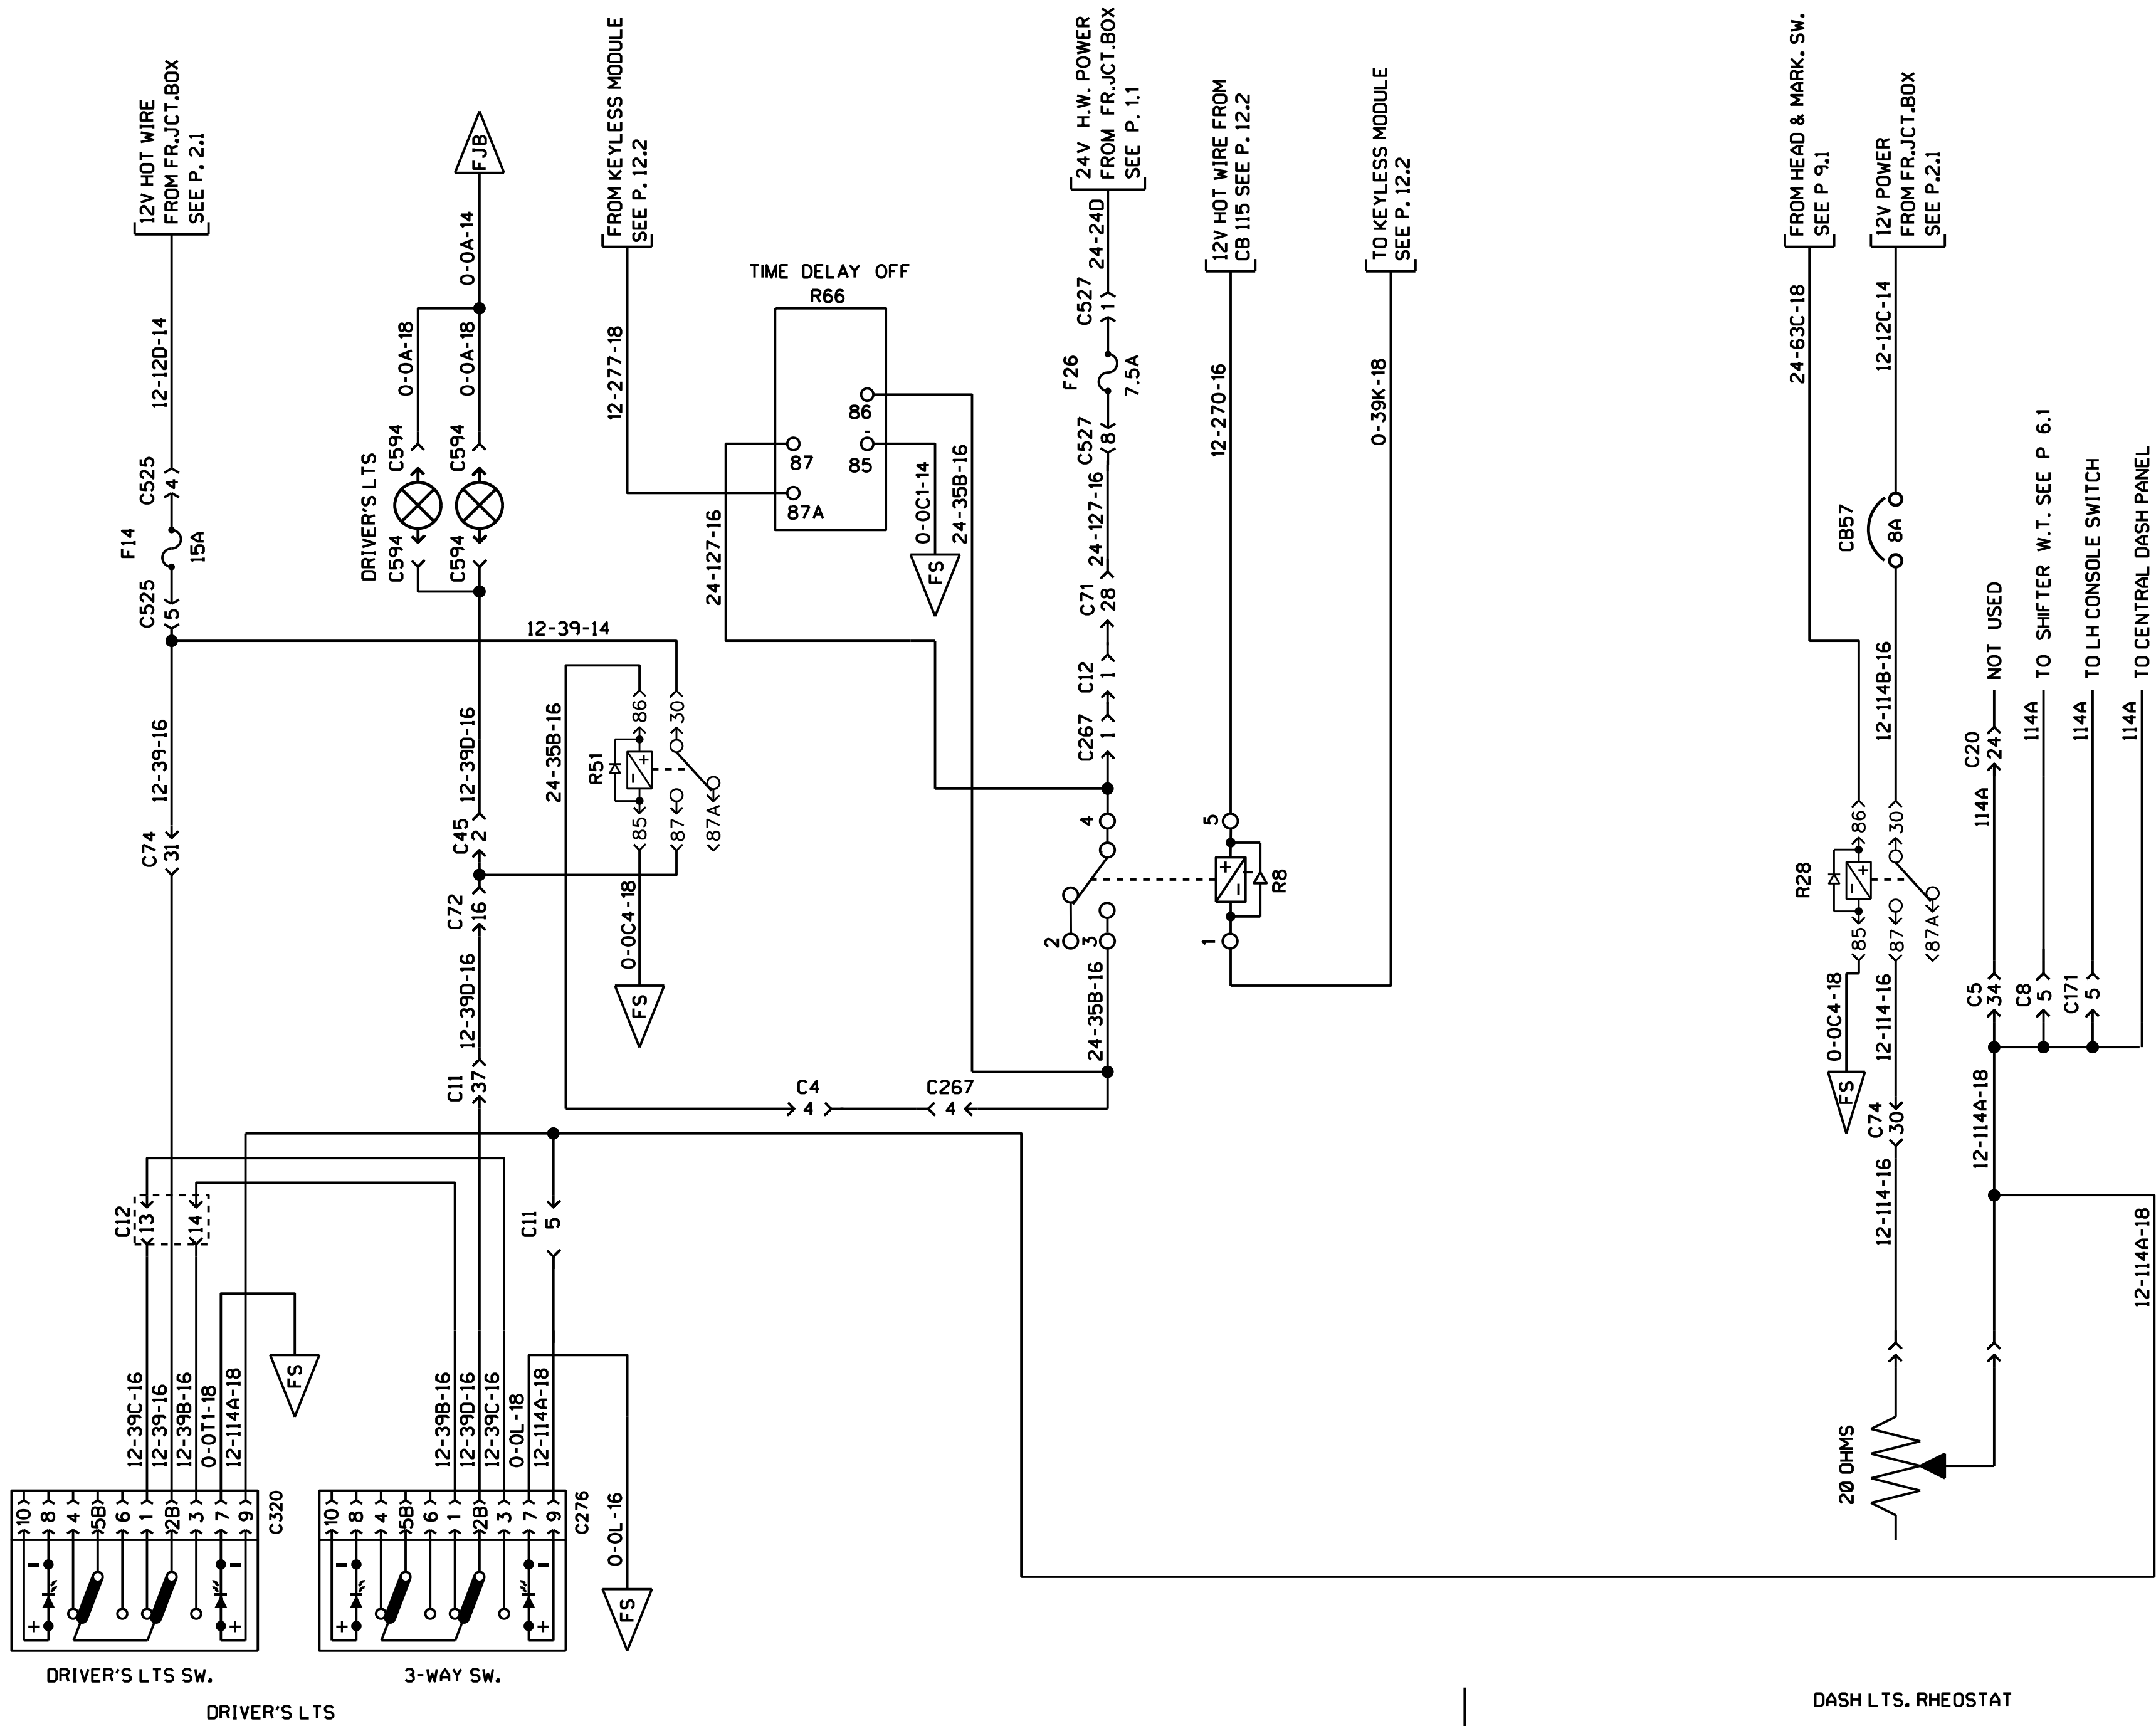 12V HOT WIRE
FROM FR.JCT.BOX
SEE P. 2.1
12-12D-14
C525
4
F14
15A
C525
5
12-39-14
12-39-16
C74
31
FJB
0-0A-14
0-0A-18
0-0A-18
DRIVER'S LTS
C594
C594
C594
C594
12-39D-16
C45
2
C72
16
12-39D-16
C11
37
FROM KEYLESS MODULE
SEE P. 12.2
12-277-18
TIME DELAY OFF
R66
86
-
85
87
87A
24-127-16
0-0C1-14
FS
24-35B-16
24-35B-16
R51
86
30
+
-
85
87
87A
0-0C4-18
FS
24V H.W. POWER
FROM FR.JCT.BOX
SEE P. 1.1
24-24D
C527
1
F26
7.5A
C527
8
24-127-16
C71
28
C12
1
C267
1
4
2
3
24-35B-16
C4
4
C267
4
12V HOT WIRE FROM
CB 115 SEE P. 12.2
12-270-16
5
+
-
R8
1
TO KEYLESS MODULE
SEE P. 12.2
0-39K-18
FROM HEAD & MARK. SW.
SEE P 9.1
24-63C-18
12V POWER
FROM FR.JCT.BOX
SEE P.2.1
12-12C-14
CB57
8A
12-114B-16
R28
86
30
+
-
85
87
87A
0-0C4-18
FS
12-114-16
C74
30
12-114-16
NOT USED
TO SHIFTER W.T. SEE P 6.1
TO LH CONSOLE SWITCH
TO CENTRAL DASH PANEL
C20
24
114A
114A
114A
114A
C5
34
C8
5
C171
5
12-114A-18
12-114A-18
20 OHMS
C12
13
14
C11
5
FS
12-39C-16
12-39-16
12-39B-16
0-0T1-18
12-114A-18
12-39B-16
12-39D-16
12-39C-16
0-0L-18
12-114A-18
0-0L-16
FS
10
8
4
5B
6
1
2B
3
7
9
C320
- -
+ +
10
8
4
5B
6
1
2B
3
7
9
C276
- -
+ +
DRIVER'S LTS SW.
3-WAY SW.
DRIVER'S LTS
DASH LTS. RHEOSTAT